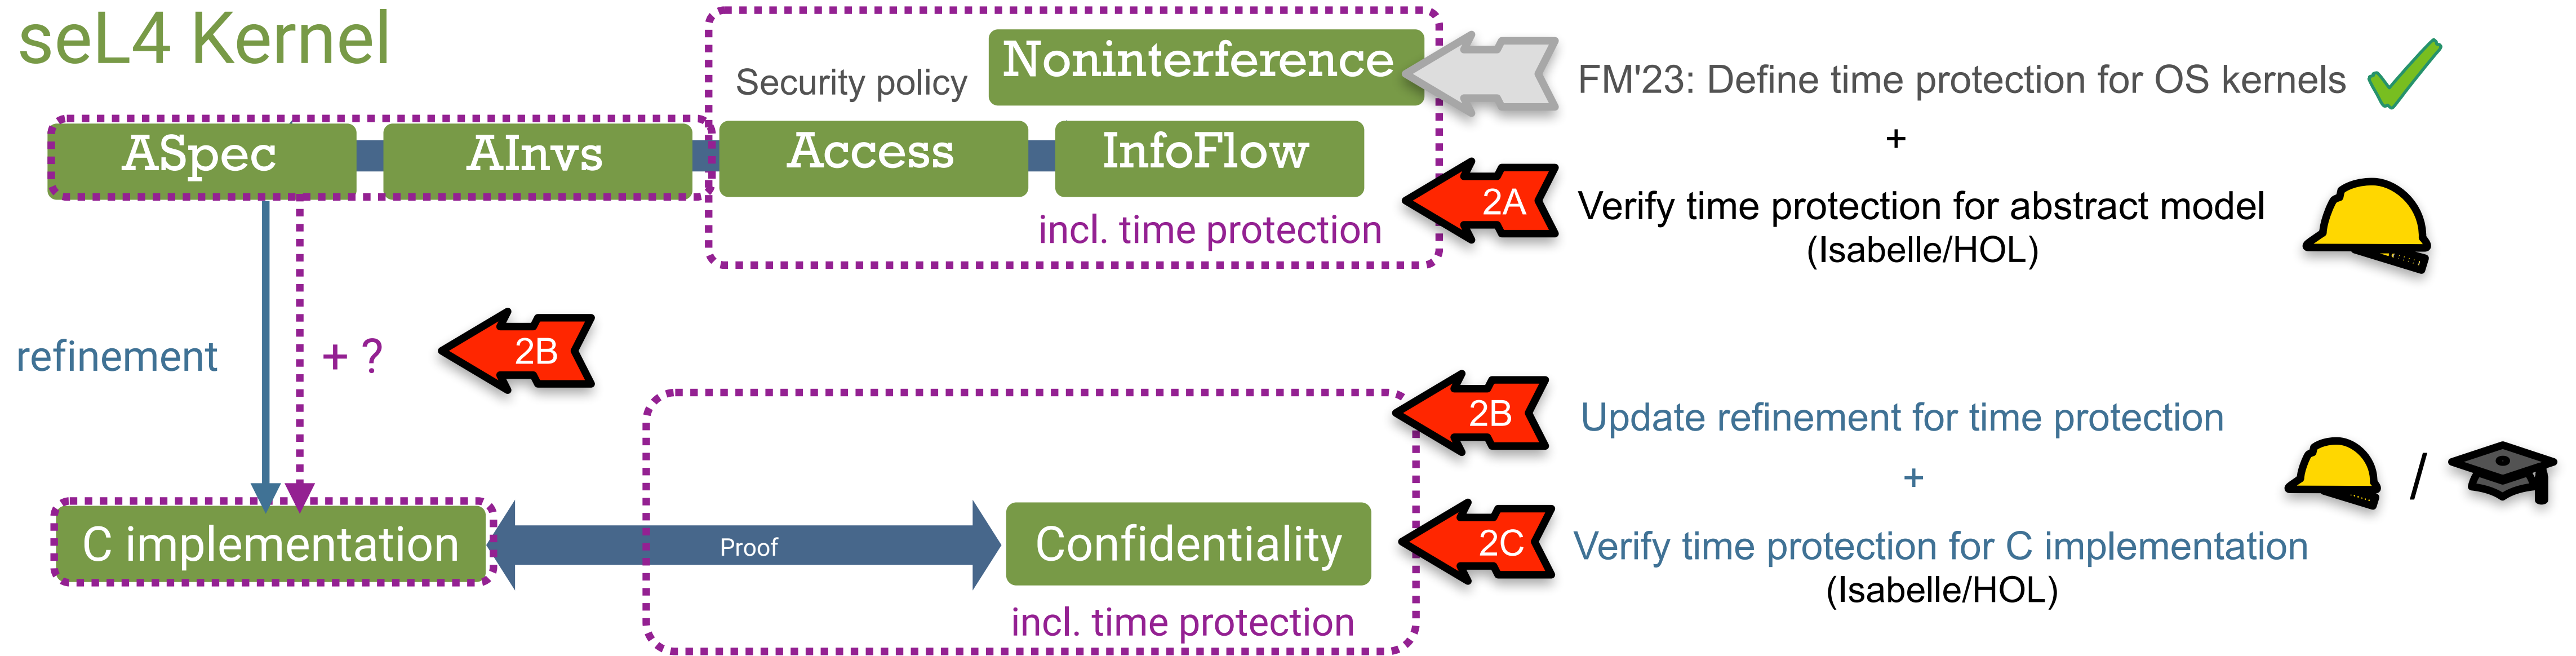 seL4 Kernel
Noninterference
Security policy
FM'23: Define time protection for OS kernels
+
ASpec
AInvs
Access
InfoFlow
2A
Verify time protection for abstract model
(Isabelle/HOL)
incl. time protection
refinement
+ ?
2B
2B
Update refinement for time protection
+
/
C implementation
Proof
Confidentiality
2C
Verify time protection for C implementation
(Isabelle/HOL)
incl. time protection